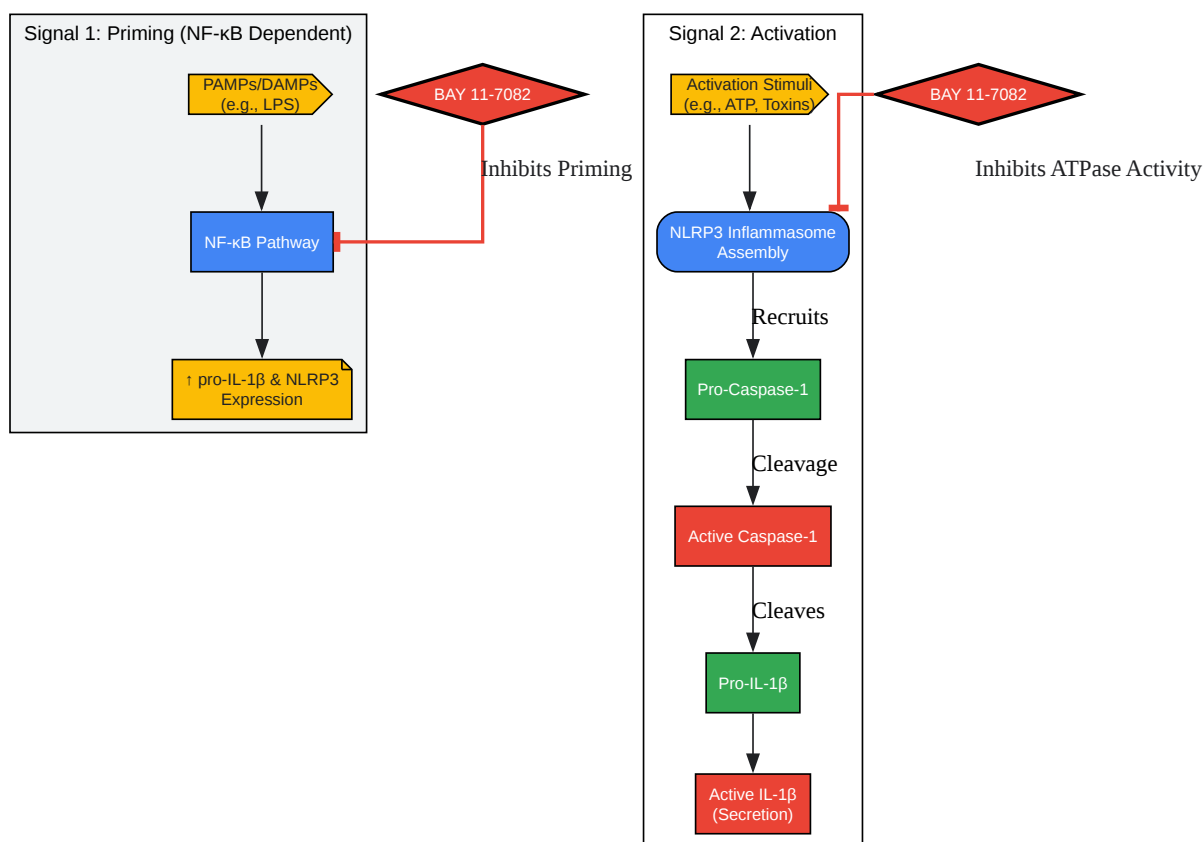 Signal 1: Priming (NF-κB Dependent)
PAMPs/DAMPs
(e.g., LPS)
BAY 11-7082
Inhibits Priming
NF-κB Pathway
↑ pro-IL-1β & NLRP3
Expression
Signal 2: Activation
Activation Stimuli
(e.g., ATP, Toxins)
BAY 11-7082
Inhibits ATPase Activity
NLRP3 Inflammasome
Assembly
Recruits
Pro-Caspase-1
Cleavage
Active Caspase-1
Cleaves
Pro-IL-1β
Active IL-1β
(Secretion)